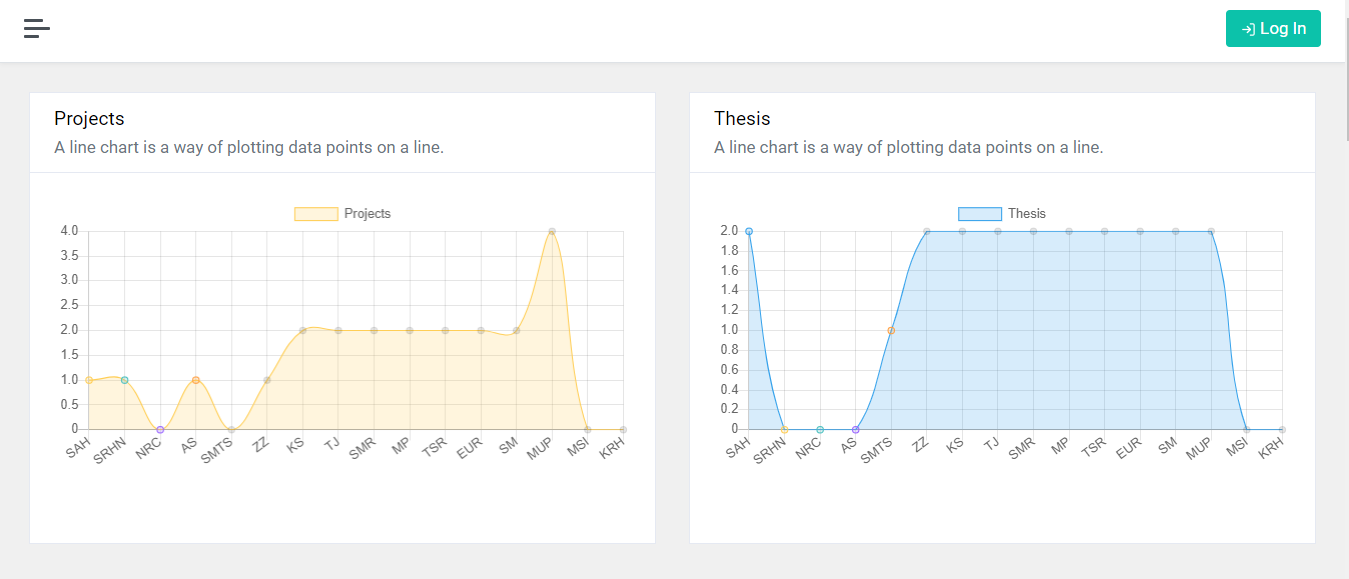 Log In
Projects
A line chart is a way of plotting data points on a line.
Projects
4.0
3.5
3.0
2.5
2.0
1.5
1.0
0.5
0
SAH SRHN NRC AS SMTS ZZ KS TJ SMR MP TSR EUR SM MUP MSI KRH
Thesis
A line chart is a way of plotting data points on a line.
Thesis
2.0
1.8
1.6
1.4
1.2
1.0
0.8
0.6
0.4
0.2
0
SAH SRHN NRC AS SMTS ZZ KS TJ SMR MP TSR EUR SM MUP MSI KRH